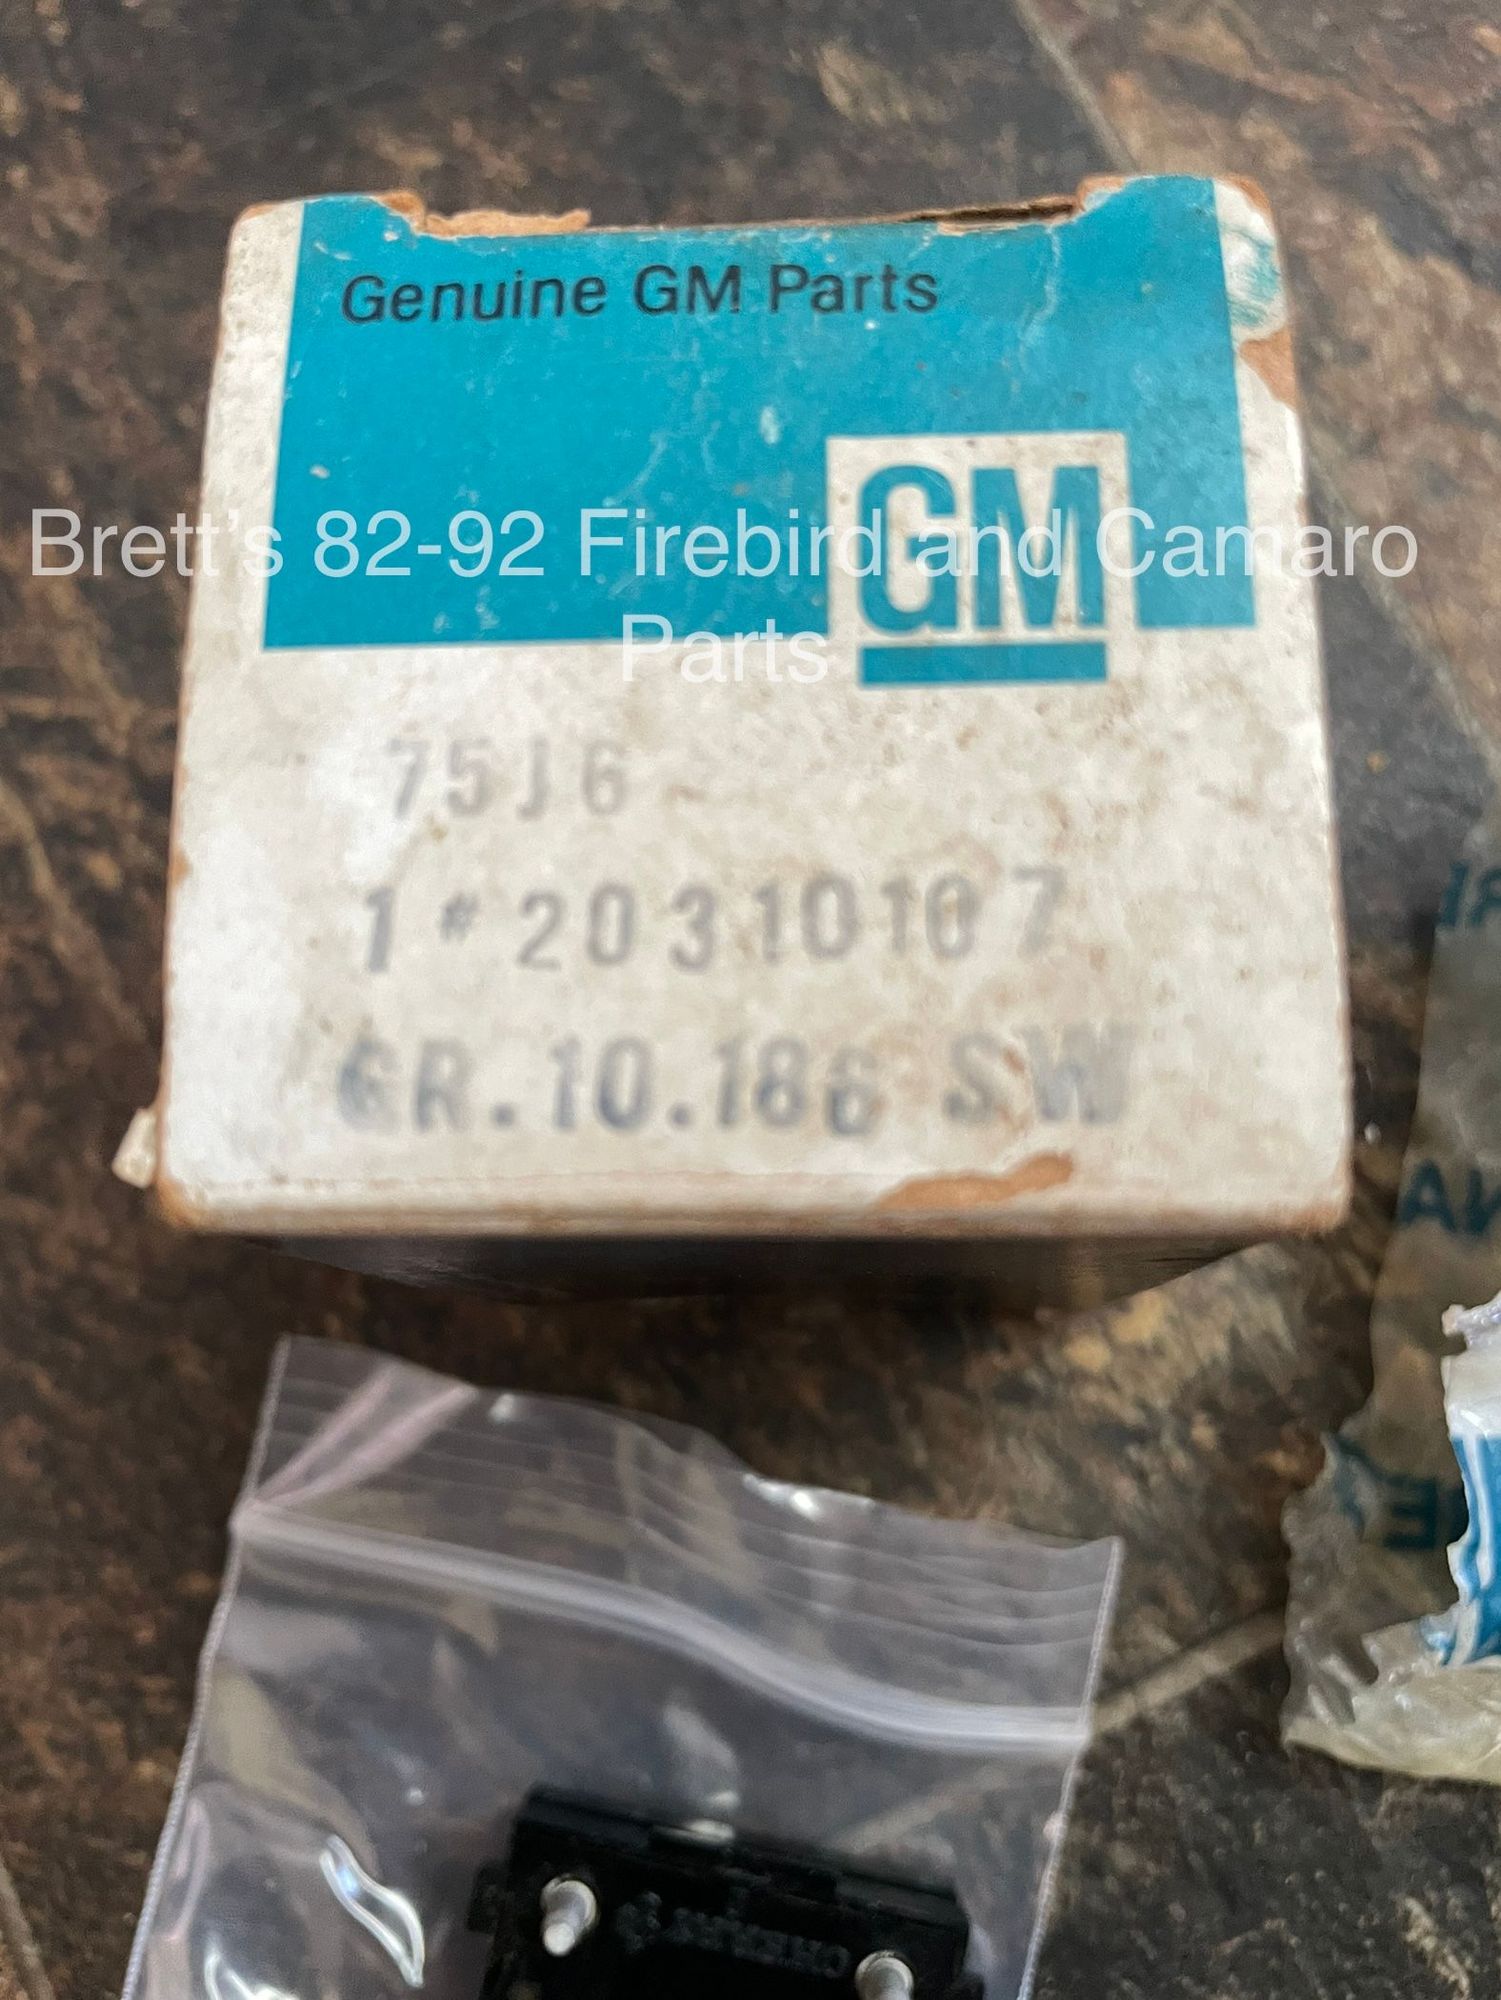 Genuine GM Parts
GM
Brett's 82-92 Firebird and Camaro
Parts
75J6
1 # 20310107
GR.10.186 SW